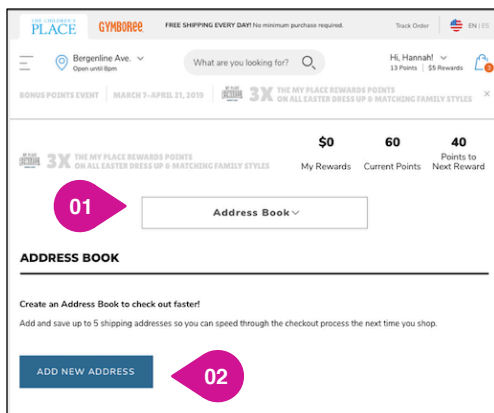 THE CHILDREN'S
PLACE
GYMBOREE
FREE SHIPPING EVERY DAY! No minimum purchase required.
Track Order
EN | ES
Bergenline Ave.
Open until 8pm
What are you looking for?
Hi, Hannah!
13 Points | $5 Rewards
BONUS POINTS EVENT | MARCH 7–APRIL 21, 2019
3X THE MY PLACE REWARDS POINTS
ON ALL EASTER DRESS UP & MATCHING FAMILY STYLES
3X THE MY PLACE REWARDS POINTS
ON ALL EASTER DRESS UP & MATCHING FAMILY STYLES
$0
My Rewards
60
Current Points
40
Points to
Next Reward
01
Address Book
ADDRESS BOOK
Create an Address Book to check out faster!
Add and save up to 5 shipping addresses so you can speed through the checkout process the next time you shop.
ADD NEW ADDRESS
02